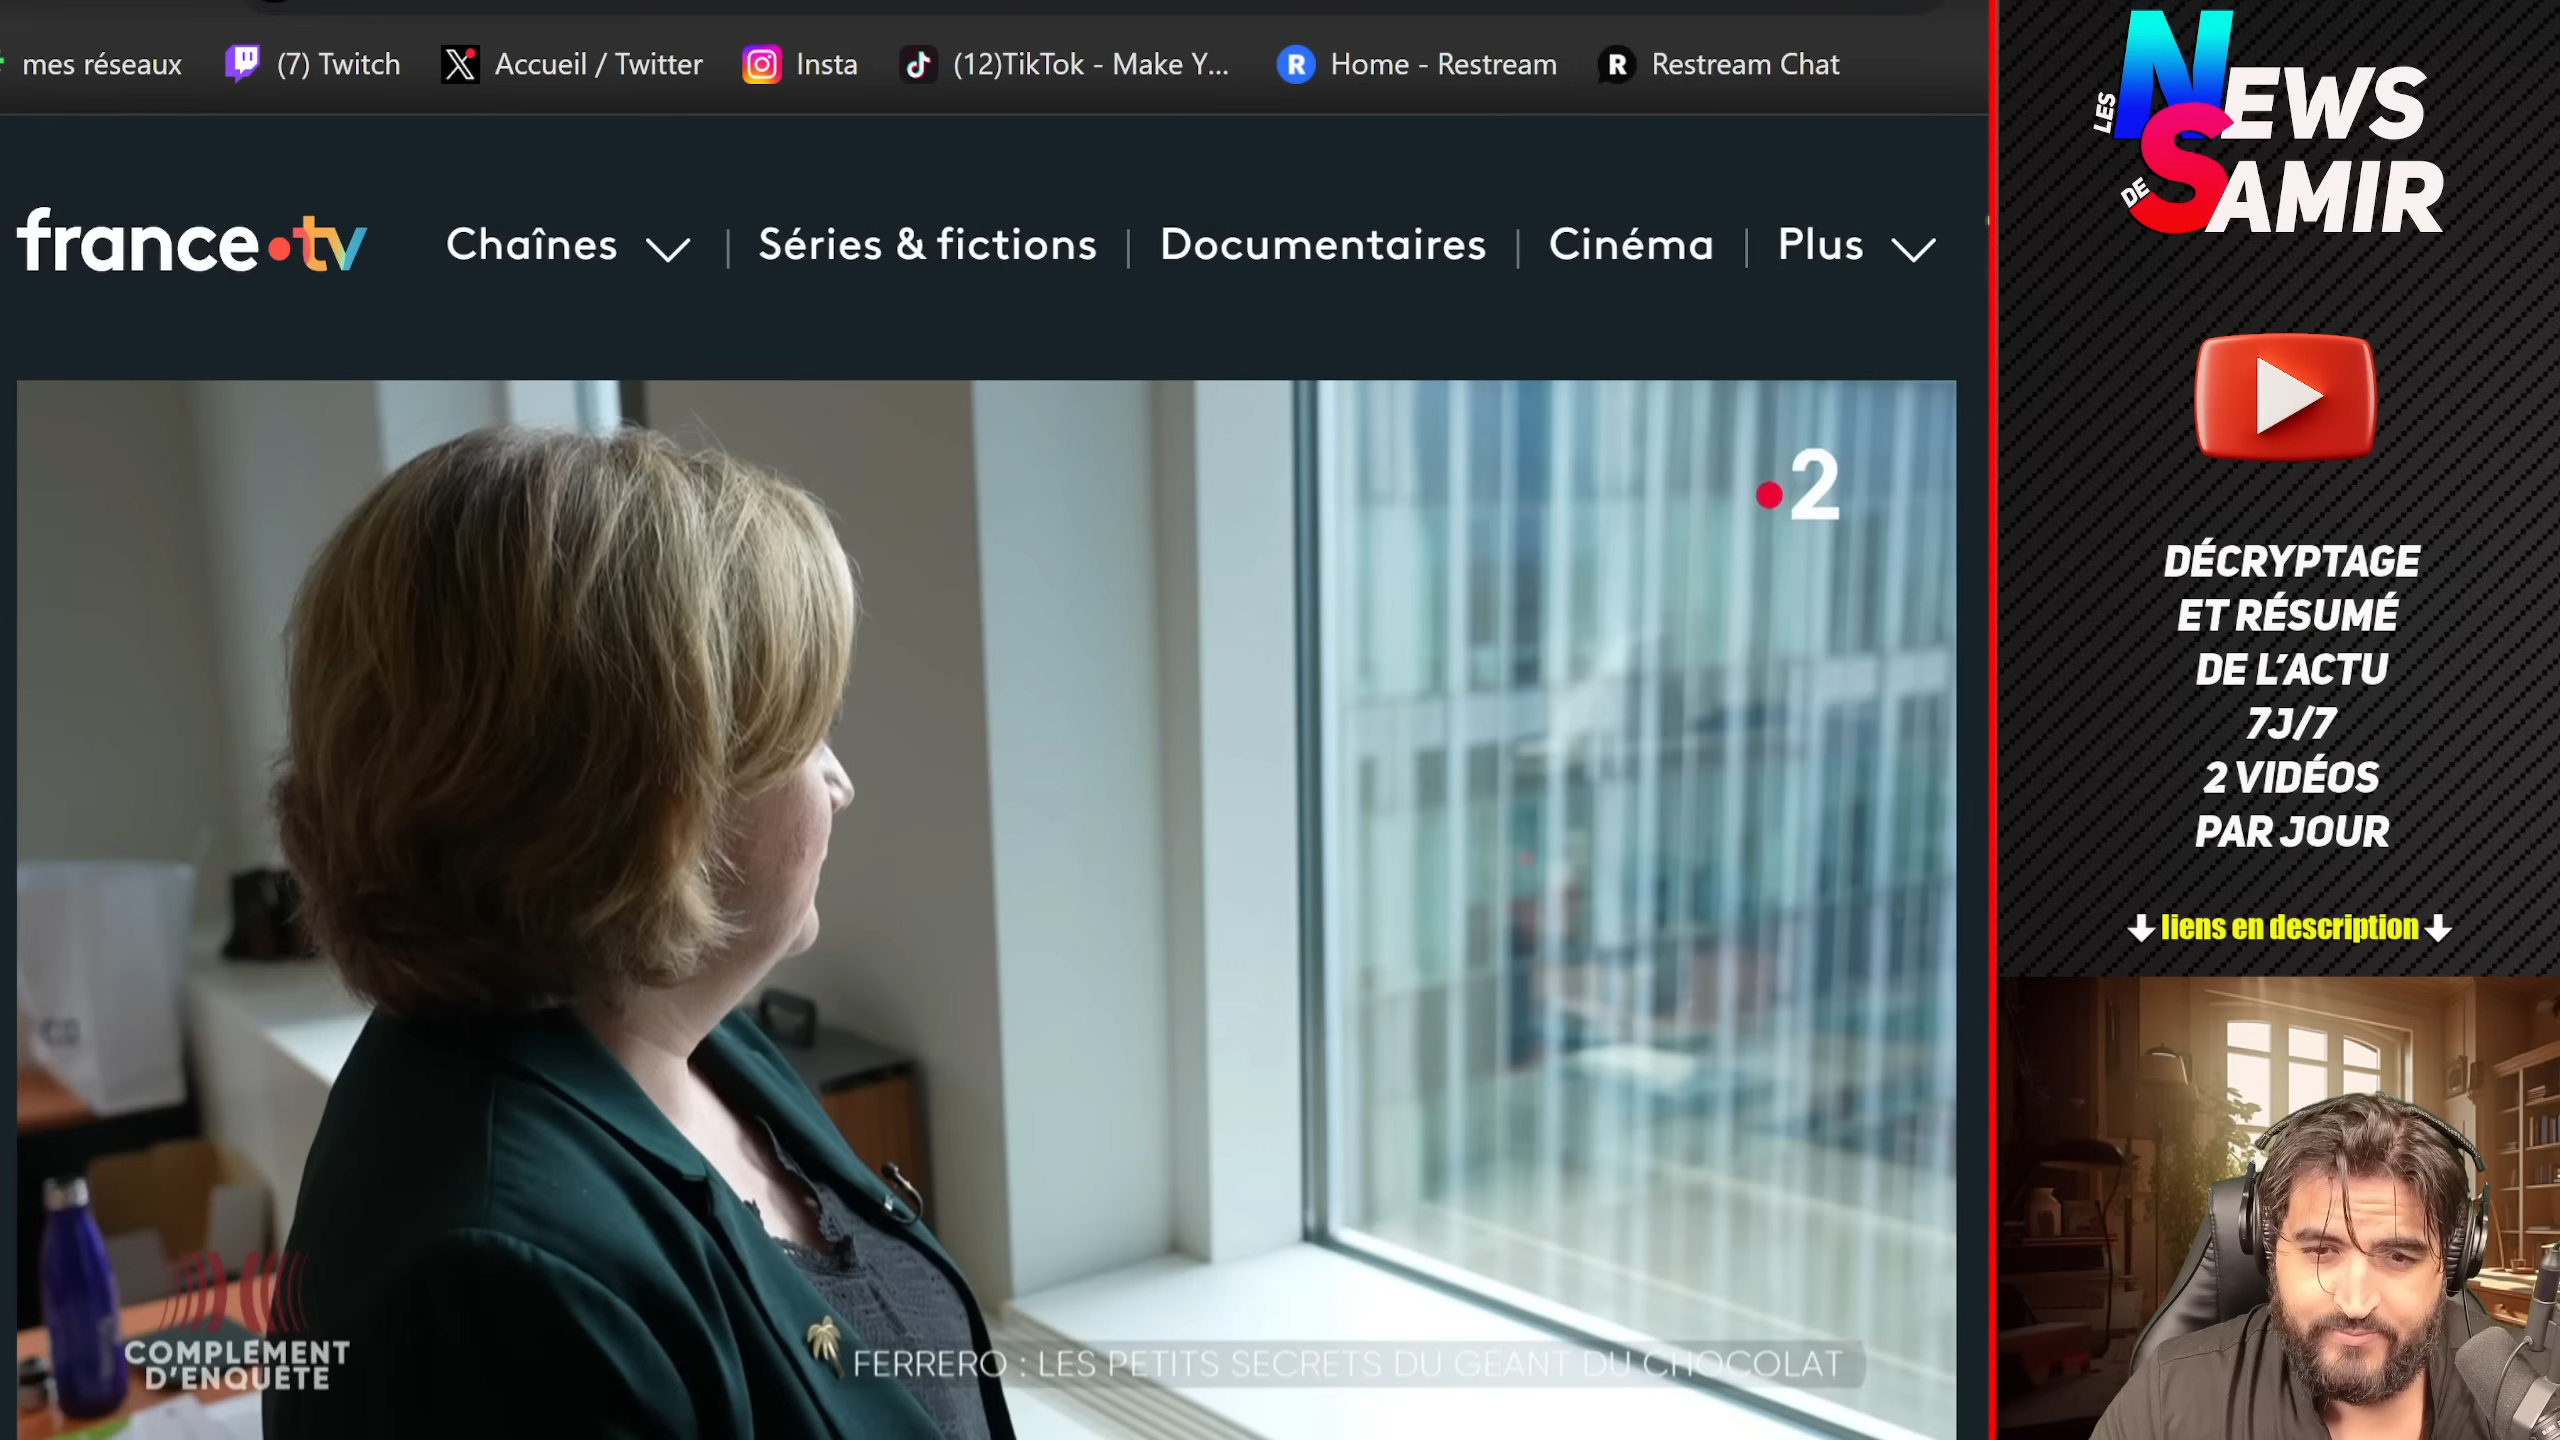 mes réseaux (7) Twitch Accueil / Twitter Insta (12)TikTok - Make Y... Home - Restream Restream Chat
france•tv Chaînes Séries & fictions Documentaires Cinéma Plus
2
COMPLÉMENT
D'ENQUÊTE
FERRERO : LES PETITS SECRETS DU GÉANT DU CHOCOLAT
LES NEWS
DE SAMIR
DÉCRYPTAGE
ET RÉSUMÉ
DE L'ACTU
7J/7
2 VIDÉOS
PAR JOUR
liens en description